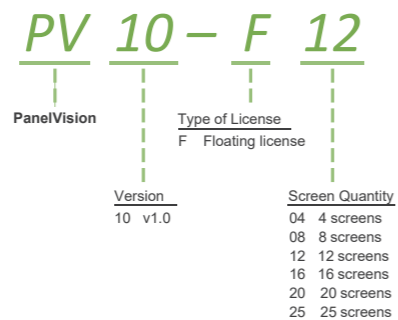 PV 10 – F 12
PanelVision
Type of License
F Floating license
Version
10 v1.0
Screen Quantity
04 4 screens
08 8 screens
12 12 screens
16 16 screens
20 20 screens
25 25 screens